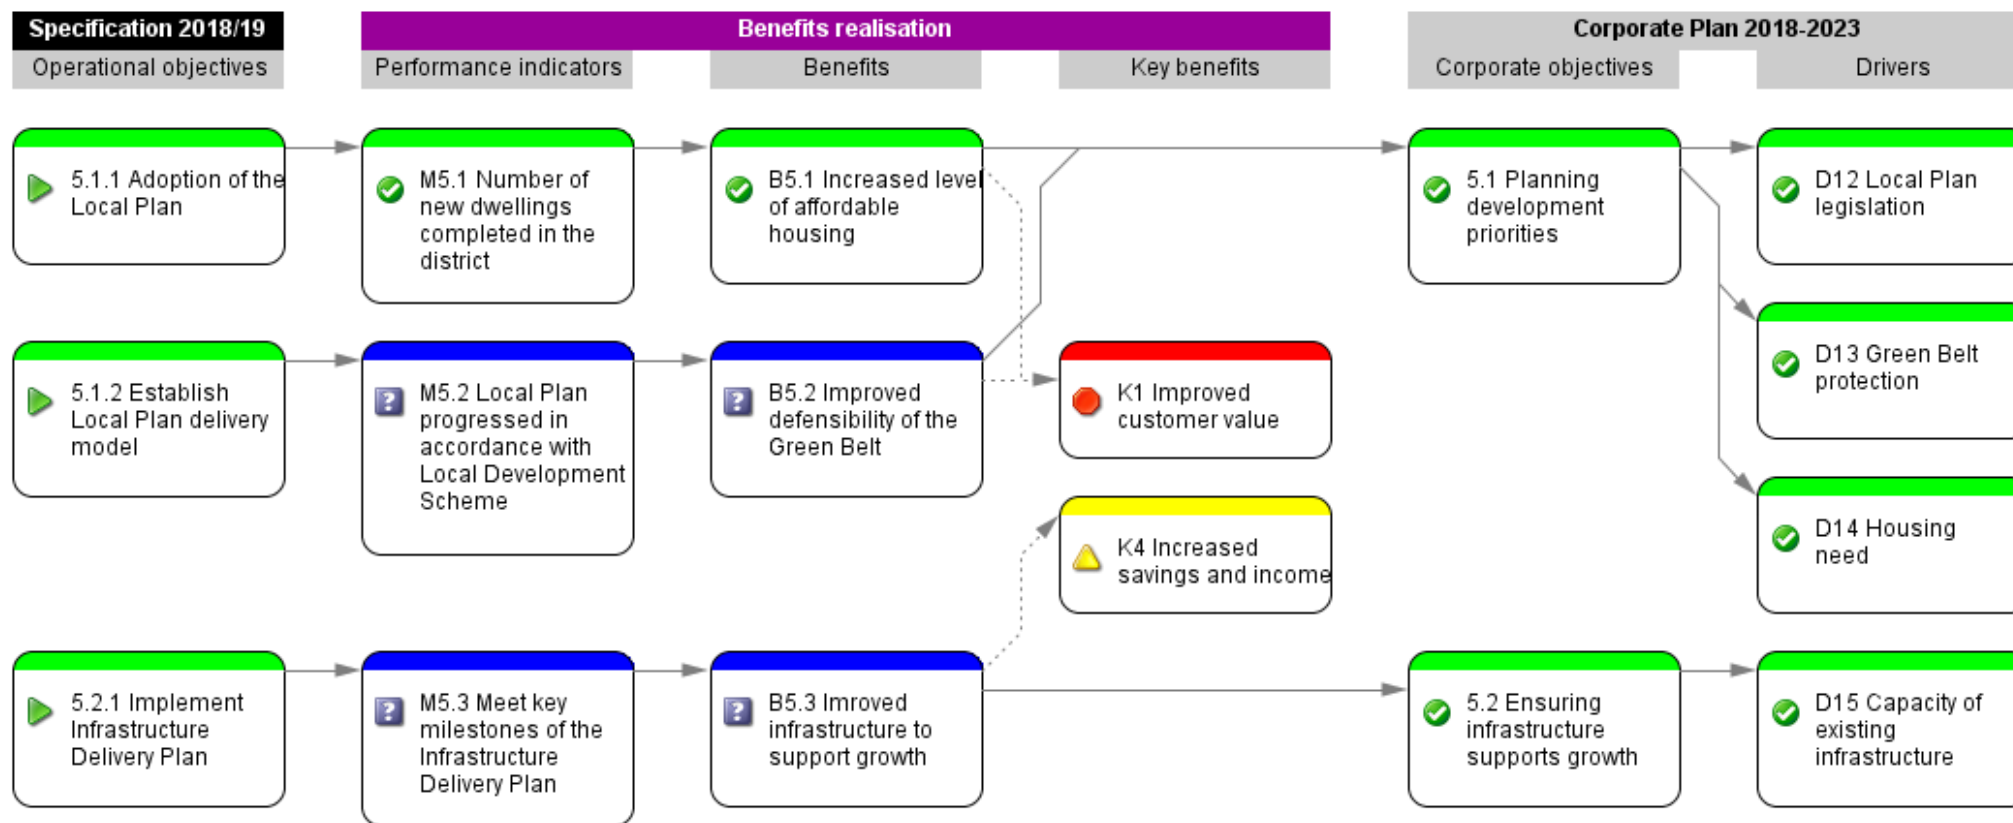 Specification 2018/19
Benefits realisation
Corporate Plan 2018-2023
Operational objectives
Performance indicators
Benefits
Key benefits
Corporate objectives
Drivers
5.1.1 Adoption of the
Local Plan
M5.1 Number of
new dwellings
completed in the
district
B5.1 Increased level
of affordable
housing
5.1 Planning
development
priorities
D12 Local Plan
legislation
5.1.2 Establish
Local Plan delivery
model
M5.2 Local Plan
progressed in
accordance with
Local Development
Scheme
B5.2 Improved
defensibility of the
Green Belt
K1 Improved
customer value
D13 Green Belt
protection
K4 Increased
savings and income
D14 Housing
need
5.2.1 Implement
Infrastructure
Delivery Plan
M5.3 Meet key
milestones of the
Infrastructure
Delivery Plan
B5.3 Imroved
infrastructure to
support growth
5.2 Ensuring
infrastructure
supports growth
D15 Capacity of
existing
infrastructure